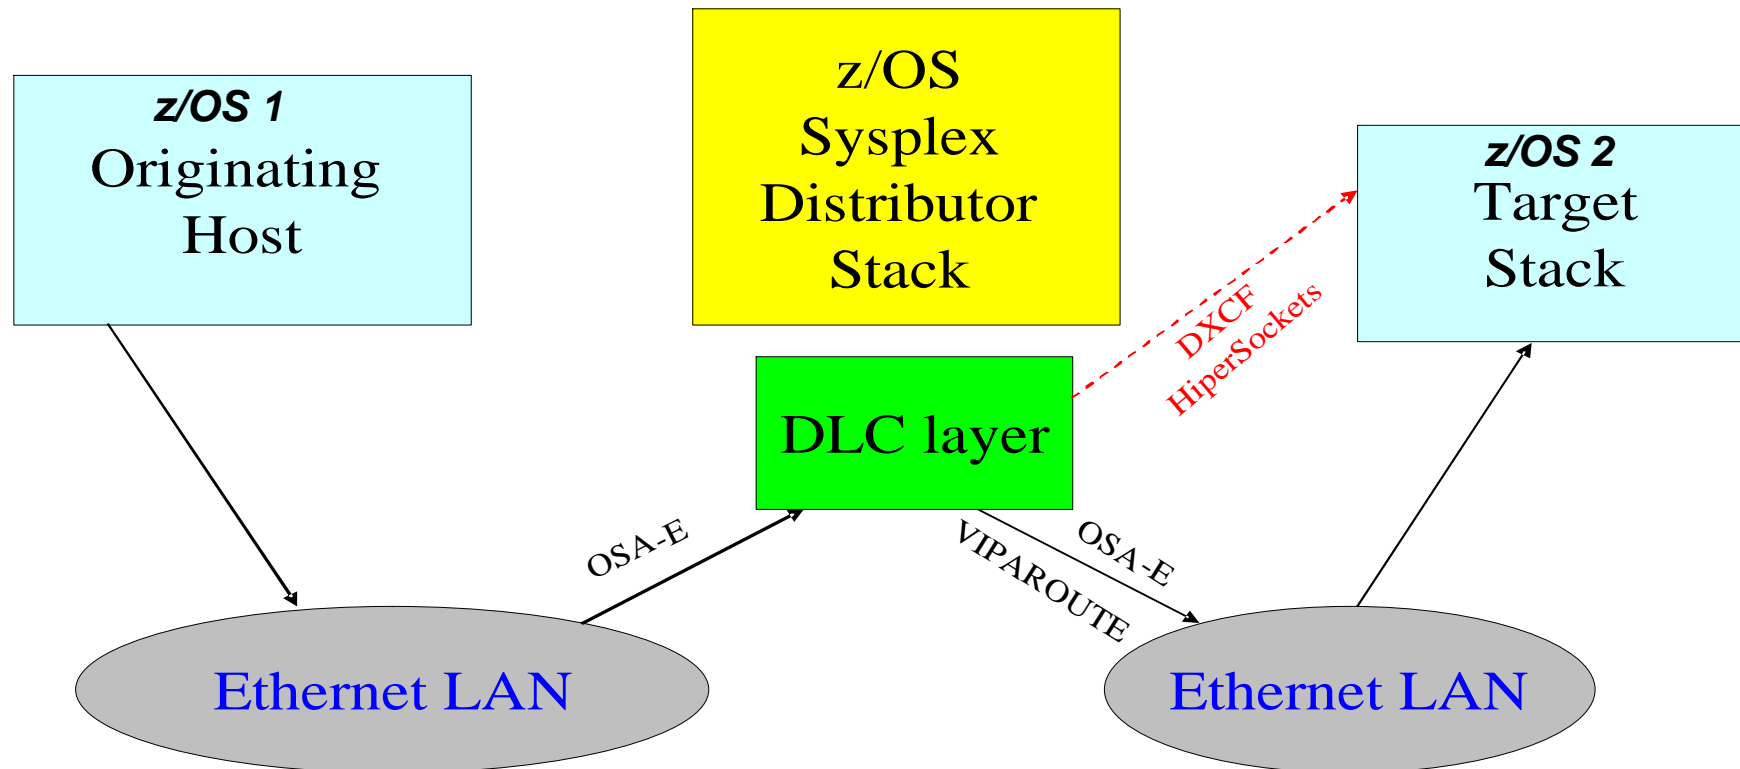 z/OS 1
Originating
Host
z/OS
Sysplex
Distributor
Stack
z/OS 2
Target
Stack
DXCF
HiperSockets
DLC layer
OSA-E
OSA-E
VIPAROUTE
Ethernet LAN
Ethernet LAN